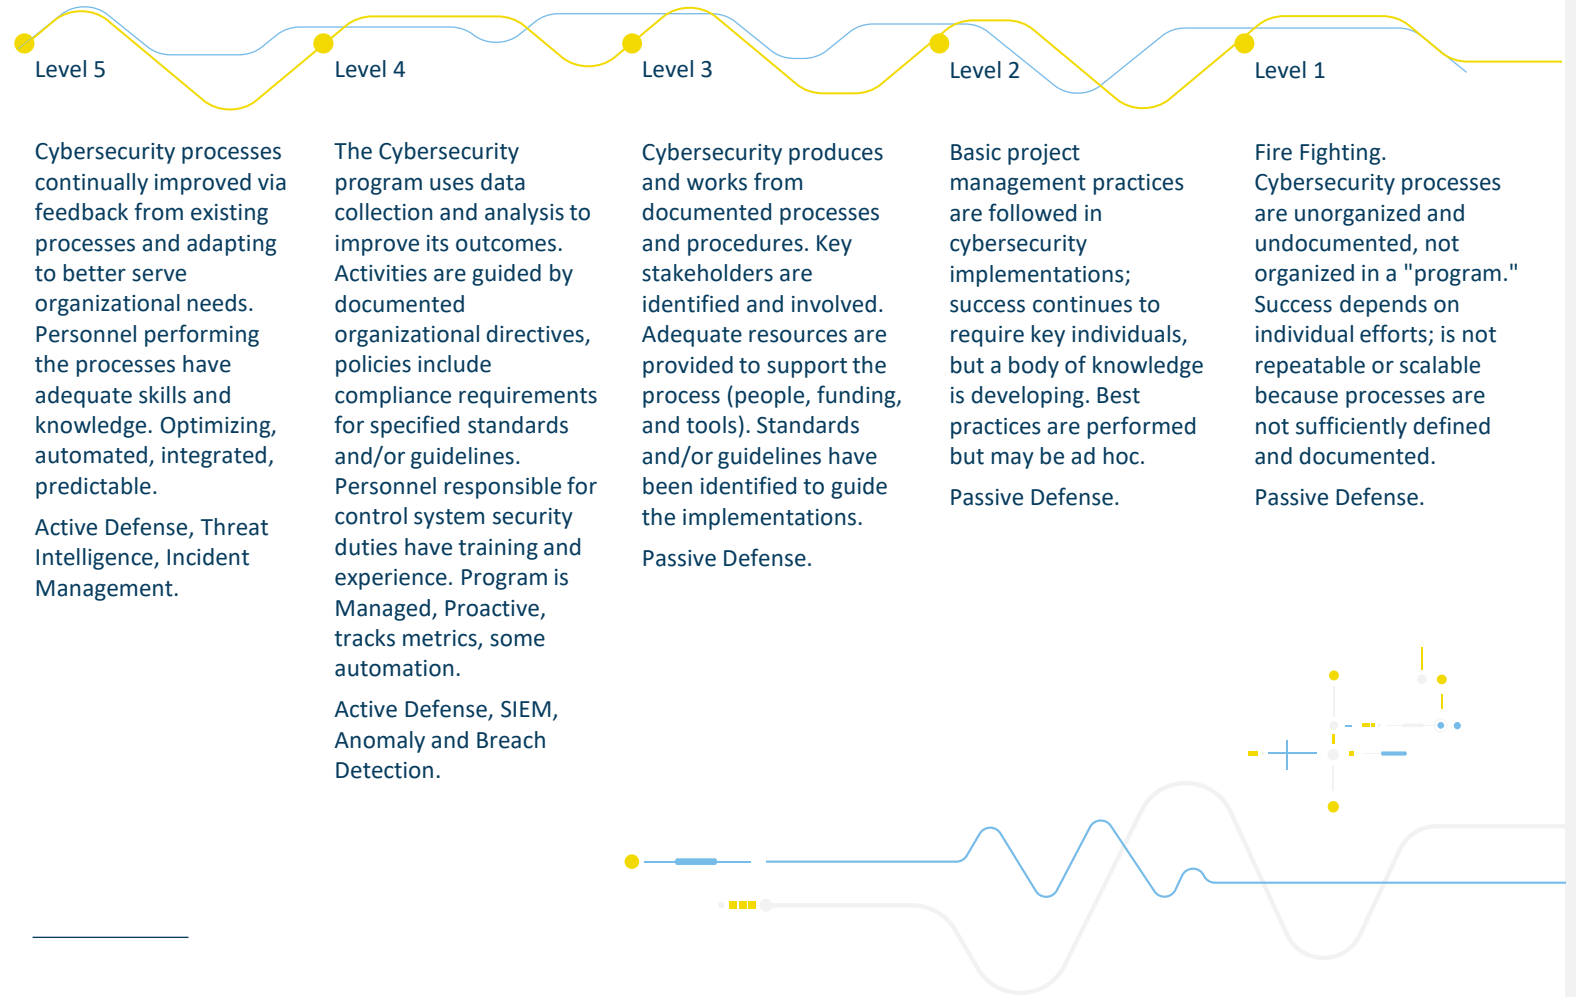 Level 5
Cybersecurity processes
continually improved via
feedback from existing
processes and adapting
to better serve
organizational needs.
Personnel performing
the processes have
adequate skills and
knowledge. Optimizing,
automated, integrated,
predictable.
Active Defense, Threat
Intelligence, Incident
Management.
Level 4
The Cybersecurity
program uses data
collection and analysis to
improve its outcomes.
Activities are guided by
documented
organizational directives,
policies include
compliance requirements
for specified standards
and/or guidelines.
Personnel responsible for
control system security
duties have training and
experience. Program is
Managed, Proactive,
tracks metrics, some
automation.
Active Defense, SIEM,
Anomaly and Breach
Detection.
Level 3
Cybersecurity produces
and works from
documented processes
and procedures. Key
stakeholders are
identified and involved.
Adequate resources are
provided to support the
process (people, funding,
and tools). Standards
and/or guidelines have
been identified to guide
the implementations.
Passive Defense.
Level 2
Basic project
management practices
are followed in
cybersecurity
implementations;
success continues to
require key individuals,
but a body of knowledge
is developing. Best
practices are performed
but may be ad hoc.
Passive Defense.
Level 1
Fire Fighting.
Cybersecurity processes
are unorganized and
undocumented, not
organized in a "program."
Success depends on
individual efforts; is not
repeatable or scalable
because processes are
not sufficiently defined
and documented.
Passive Defense.